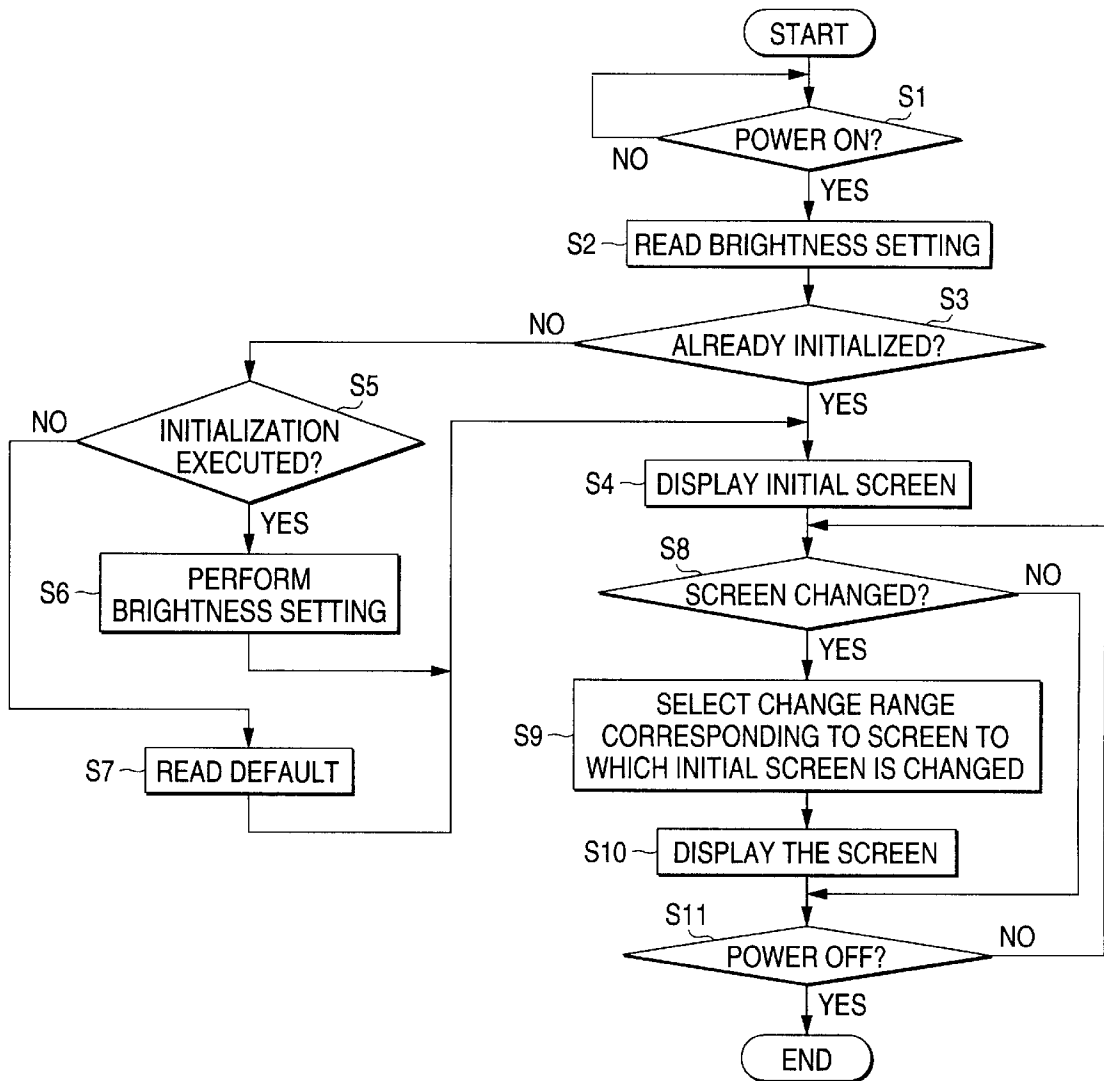 START
S1
POWER ON?
NO
YES
S2
READ BRIGHTNESS SETTING
S3
NO
ALREADY INITIALIZED?
YES
S5
NO
INITIALIZATION
EXECUTED?
YES
S4
DISPLAY INITIAL SCREEN
S6
PERFORM
BRIGHTNESS SETTING
S8
NO
SCREEN CHANGED?
YES
S7
READ DEFAULT
S9
SELECT CHANGE RANGE
CORRESPONDING TO SCREEN TO
WHICH INITIAL SCREEN IS CHANGED
S10
DISPLAY THE SCREEN
S11
NO
POWER OFF?
YES
END